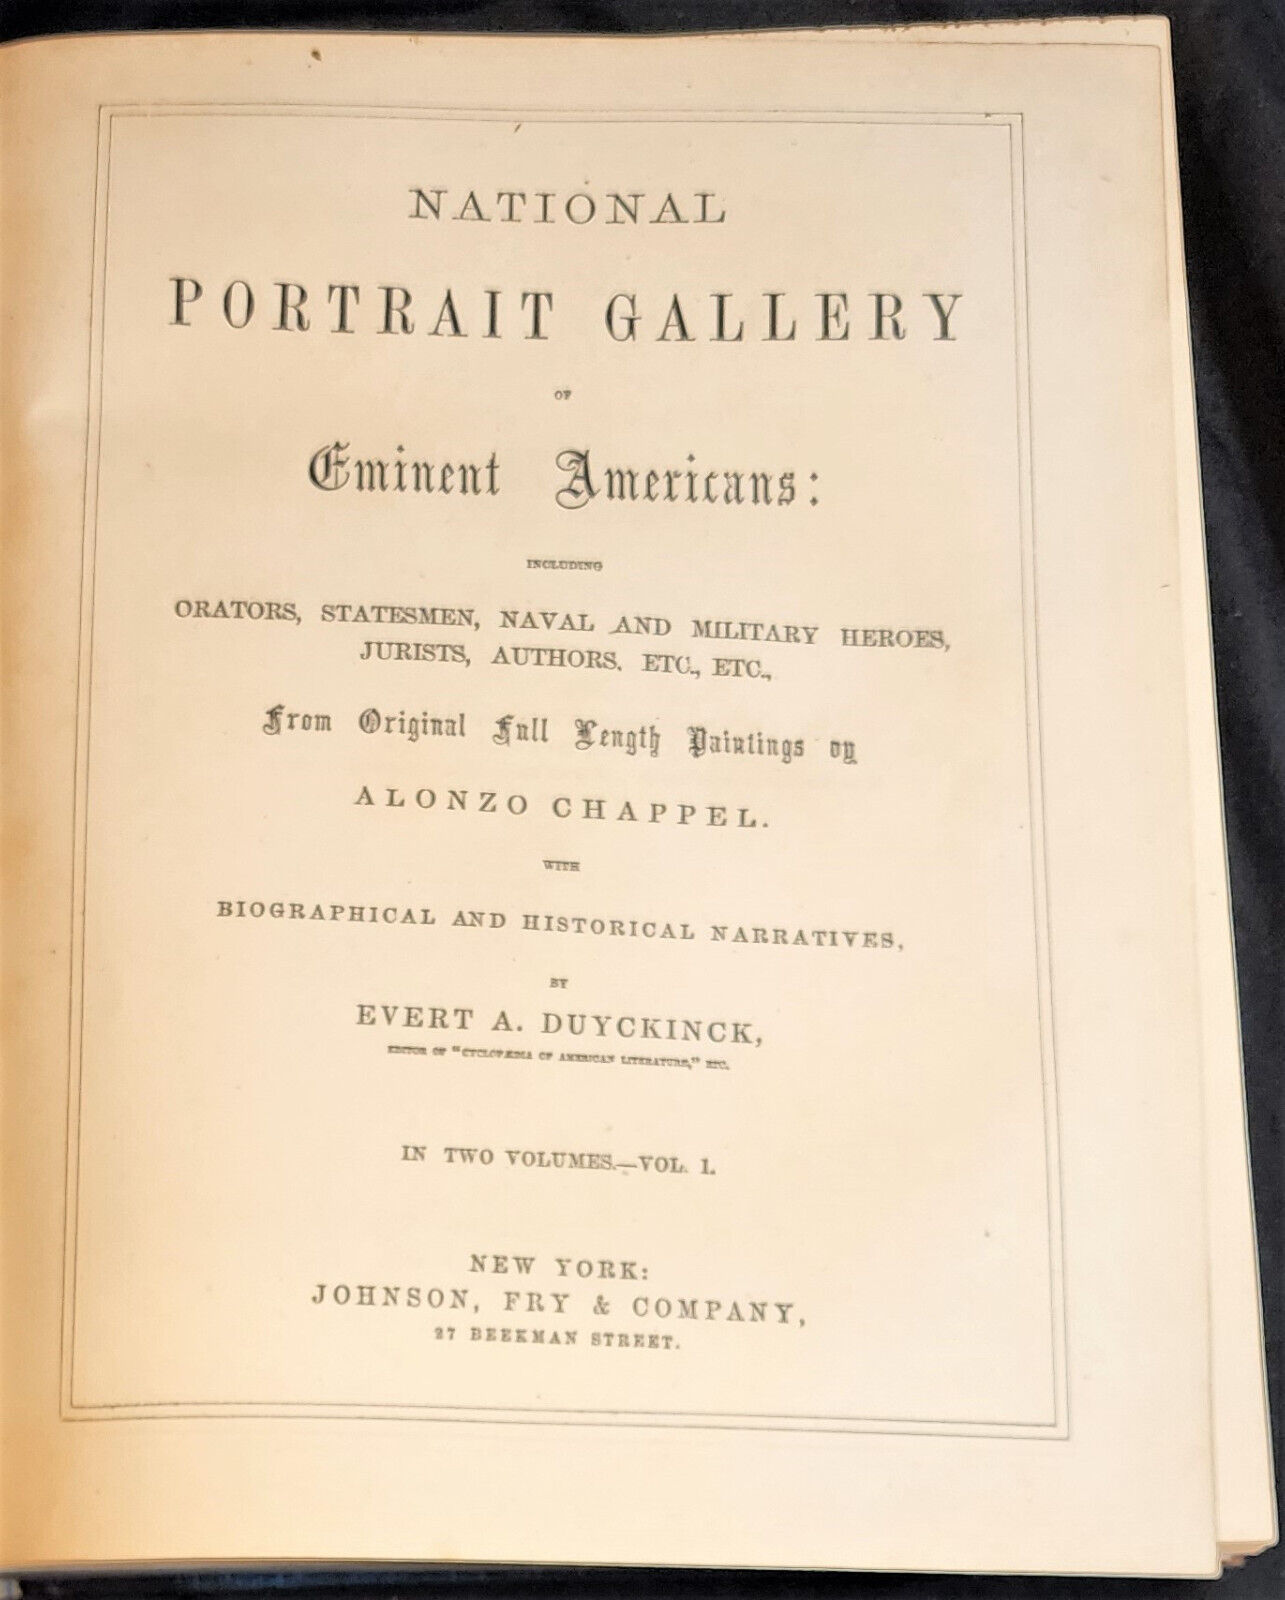 NATIONAL
PORTRAIT GALLERY
OF
Eminent Americans:
INCLUDING
ORATORS, STATESMEN, NAVAL AND MILITARY HEROES,
JURISTS, AUTHORS, ETC., ETC.,
From Original Full Length Paintings by
ALONZO CHAPPEL.
WITH
BIOGRAPHICAL AND HISTORICAL NARRATIVES,
BY
EVERT A. DUYCKINCK,
EDITOR OF "CYCLOPÆDIA OF AMERICAN LITERATURE," ETC.
IN TWO VOLUMES.—VOL. I.
NEW YORK:
JOHNSON, FRY & COMPANY,
27 BEEKMAN STREET.